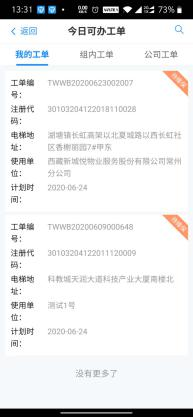 13:31
0.00
73%
返回
今日可办工单
我的工单 组内工单 公司工单
工单编号： TWWB20200623002007
注册代码： 30103204122018110028
电梯地址： 湖塘镇长虹高架以北夏城路以西长虹社
区香榭丽园7#甲东
使用单位： 西藏新城悦物业服务股份有限公司常州
分公司
计划时间： 2020-06-24
工单编号： TWWB20200609000648
注册代码： 30103204122011120009
电梯地址： 科教城天润大道科技产业大厦南楼北
使用单位： 测试1号
计划时间： 2020-06-24
没有更多了